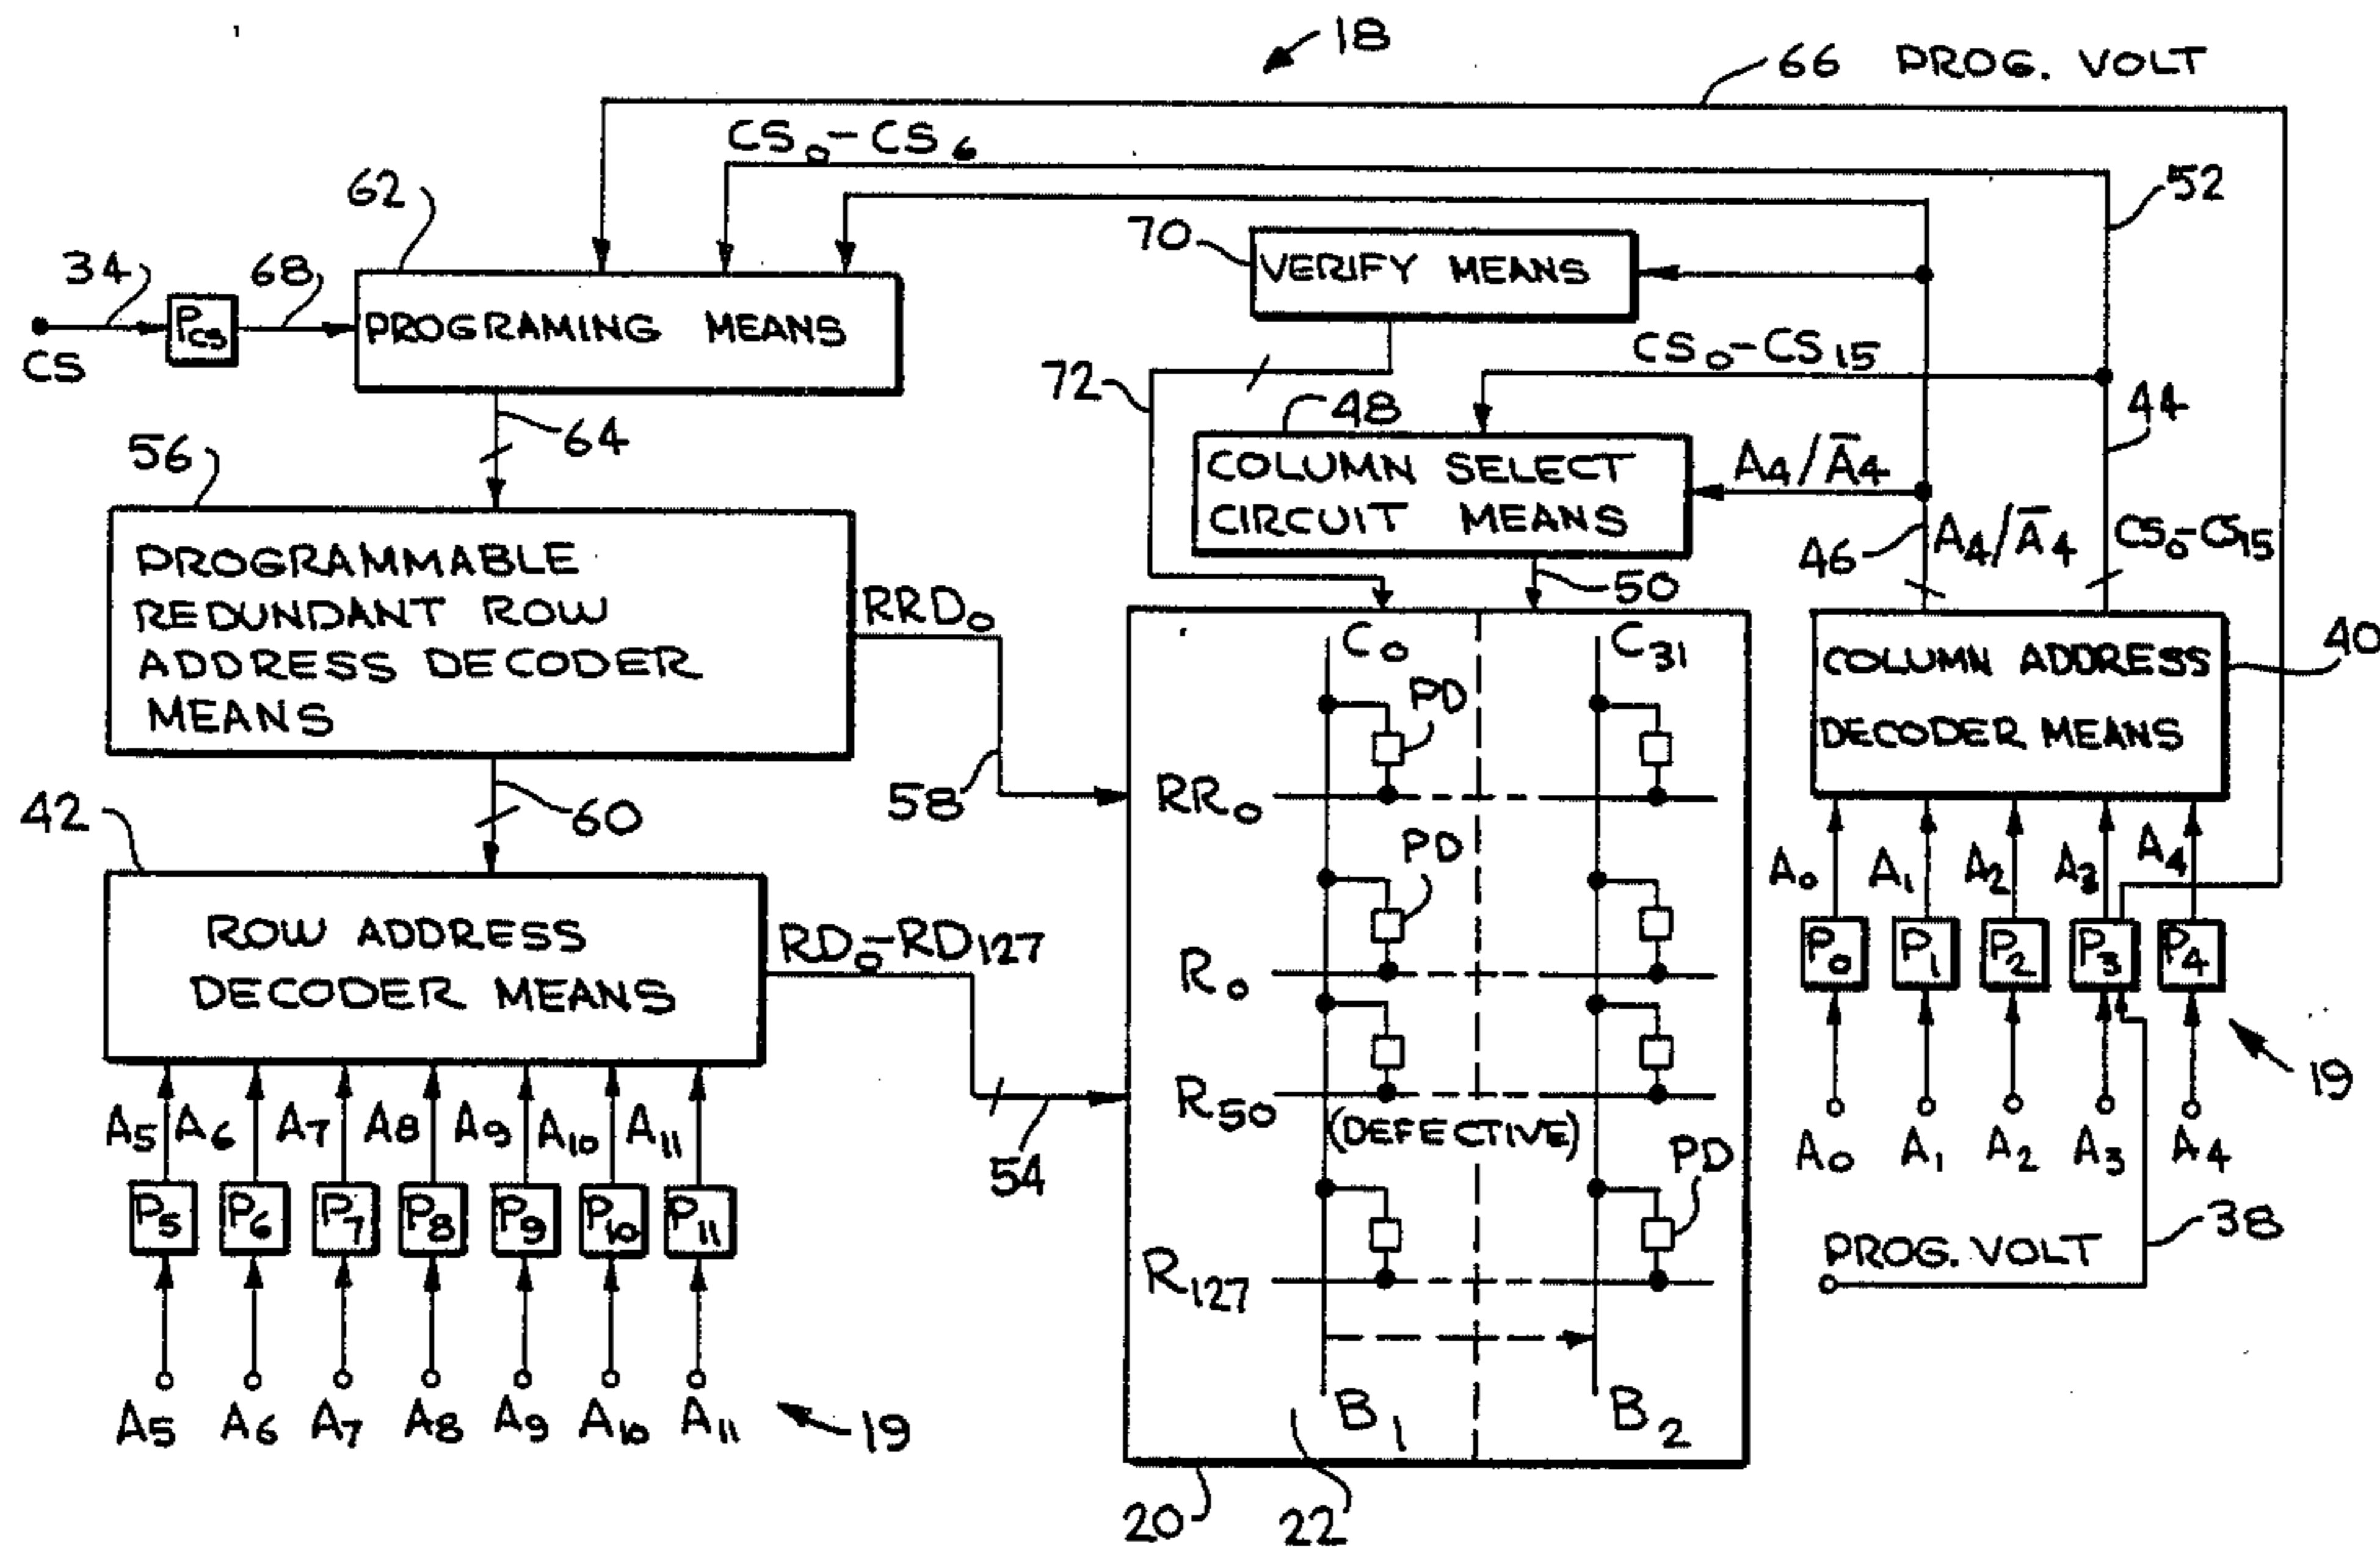 18
66 PROG. VOLT
CS₀-CS₆
52
62
70
VERIFY MEANS
34
68
CS
PCS
PROGRAMING MEANS
CS₀-CS₁₅
72
48
44
64
56
COLUMN SELECT
CIRCUIT MEANS
A₄/Ā₄
50
46
A₄/Ā₄
CS₀-CS₁₅
PROGRAMMABLE
REDUNDANT ROW
ADDRESS DECODER
MEANS
RRD₀
58
60
C₀
C₃₁
PD
COLUMN ADDRESS
DECODER MEANS
40
RR₀
42
PD
ROW ADDRESS
DECODER MEANS
RD₀-RD₁₂₇
54
R₀
R₅₀
(DEFECTIVE)
PD
R₁₂₇
A₀ A₁ A₂ A₃ A₄
P₀ P₁ P₂ P₃ P₄
19
A₀ A₁ A₂ A₃ A₄
38
PROG. VOLT
A₅ A₆ A₇ A₈ A₉ A₁₀ A₁₁
P₅ P₆ P₇ P₈ P₉ P₁₀ P₁₁
A₅ A₆ A₇ A₈ A₉ A₁₀ A₁₁
19
B₁
B₂
20
22